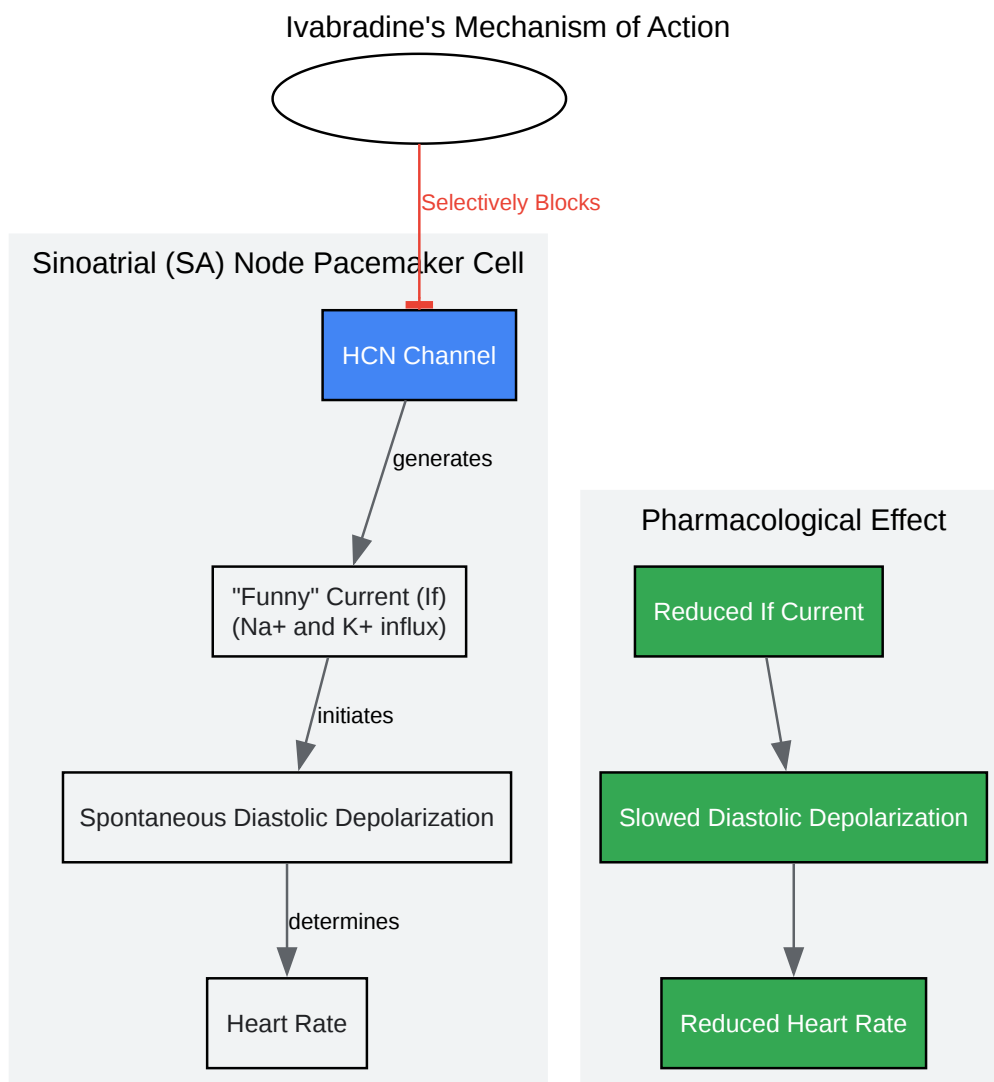 Ivabradine's Mechanism of Action
Selectively Blocks
Sinoatrial (SA) Node Pacemaker Cell
HCN Channel
generates
"Funny" Current (If)
(Na+ and K+ influx)
initiates
Spontaneous Diastolic Depolarization
determines
Heart Rate
Pharmacological Effect
Reduced If Current
Slowed Diastolic Depolarization
Reduced Heart Rate